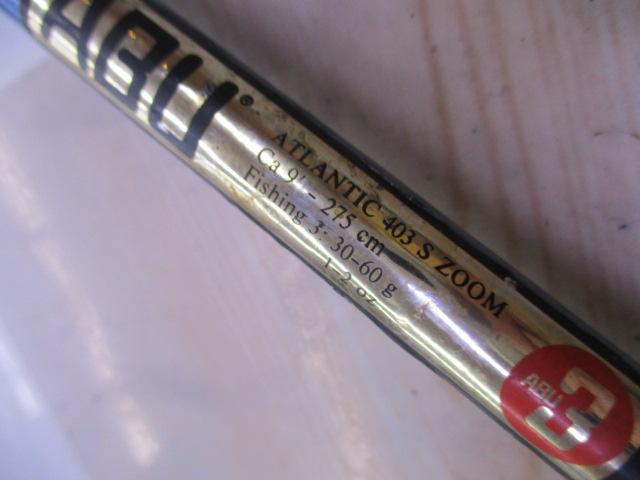 ABU®
ATLANTIC 403 S ZOOM
Ca 9' - 275 cm
Fishing 3: 30-60 g
1-2 oz
ABU
3